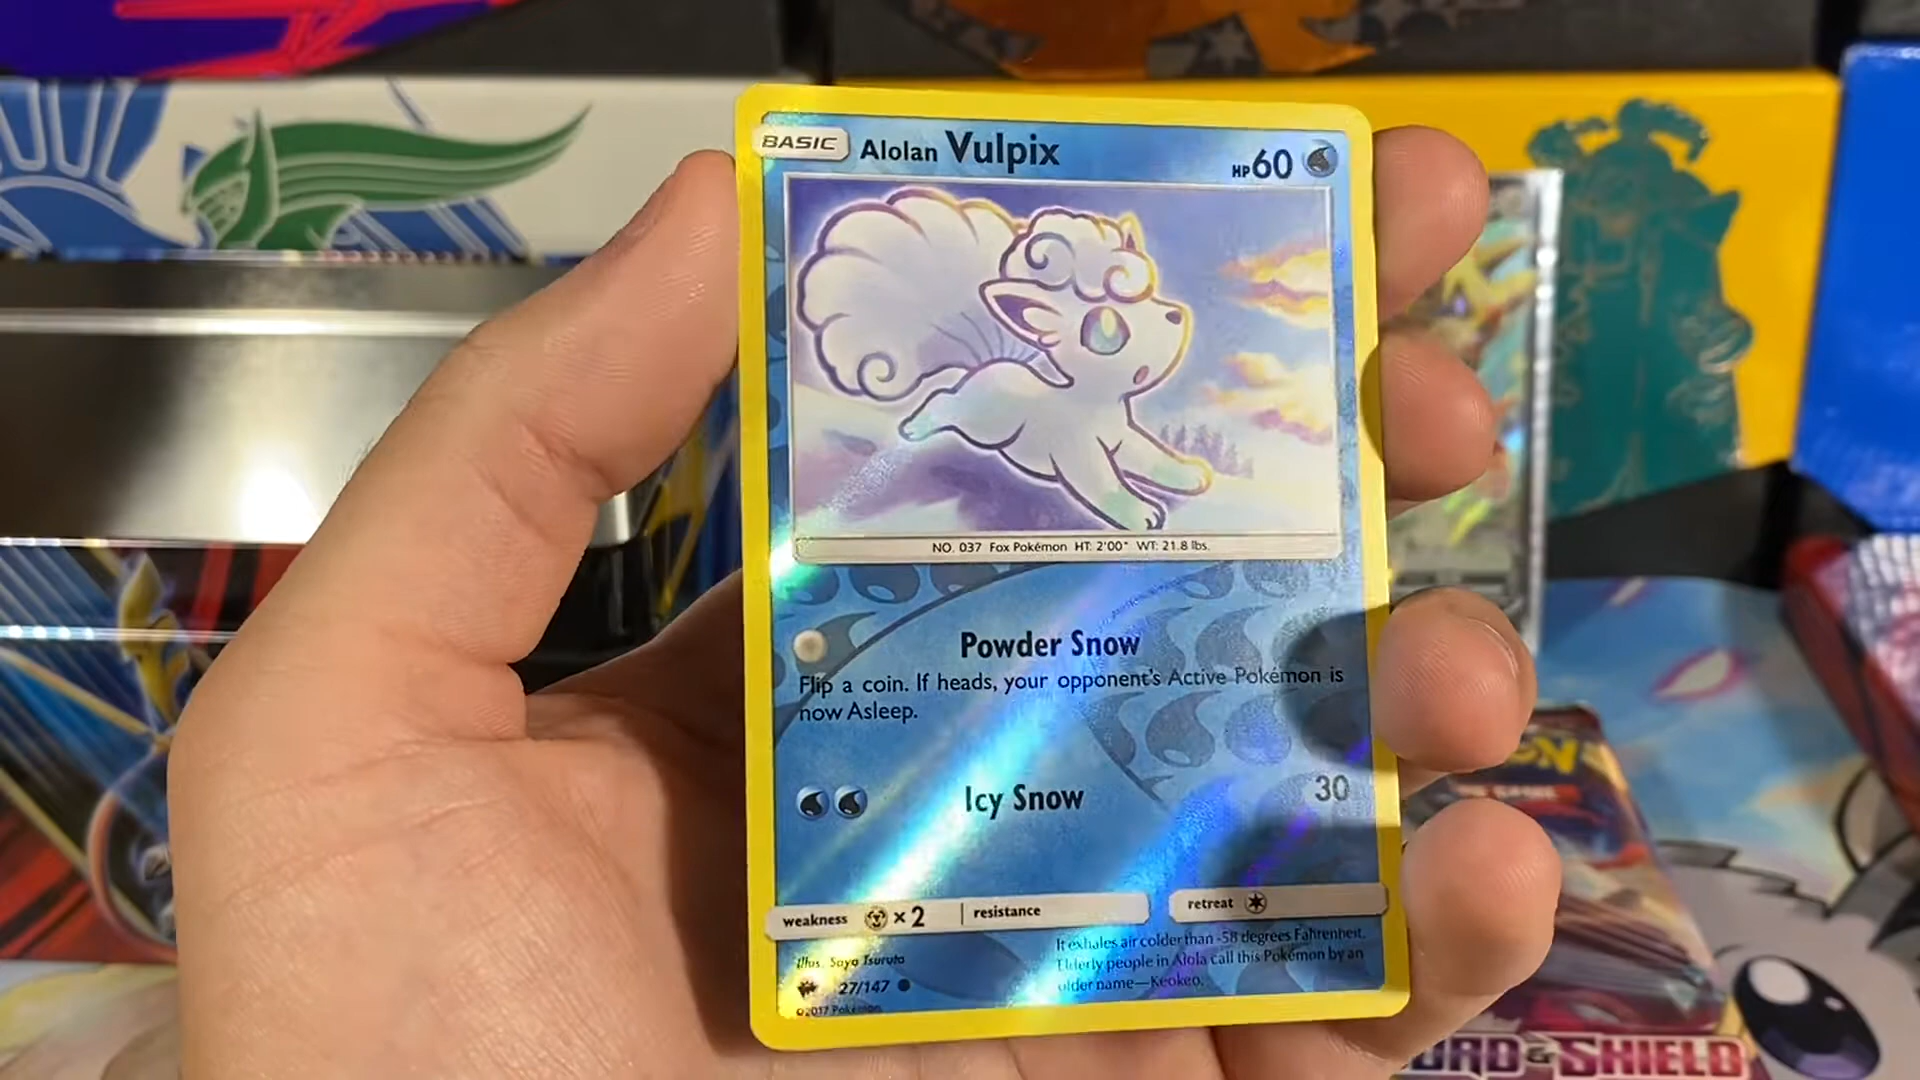 BASIC Alolan Vulpix HP 60
NO. 037 Fox Pokémon HT: 2'00" WT: 21.8 lbs.
Powder Snow
Flip a coin. If heads, your opponent's Active Pokémon is
now Asleep.
Icy Snow 30
weakness ×2 resistance retreat
It exhales air colder than -58 degrees Fahrenheit.
Elderly people in Alola call this Pokémon by an
older name—Keokeo.
Illus. Saya Tsuruta
27/147
©2017 Pokémon
& SHIELD